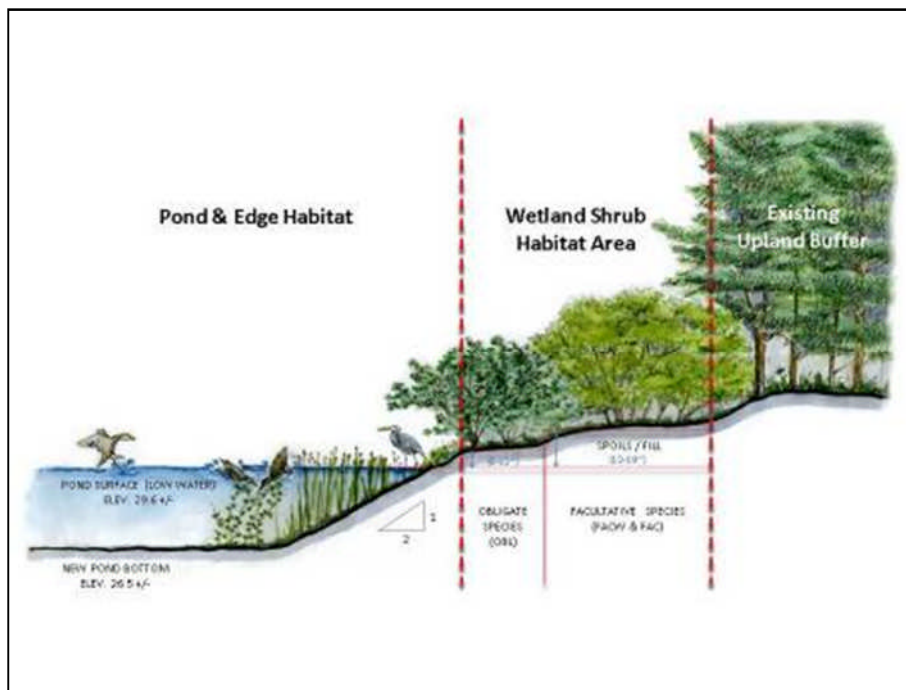 Pond & Edge Habitat
Wetland Shrub
Habitat Area
Existing
Upland Buffer
POND SURFACE (LOW WATER)
ELEV. 29.6 +/-
SPOILS / FILL
1
2
OBLIGATE
SPECIES
(OBL)
FACULTATIVE SPECIES
(FACW & FAC)
NEW POND BOTTOM
ELEV. 26.5 +/-